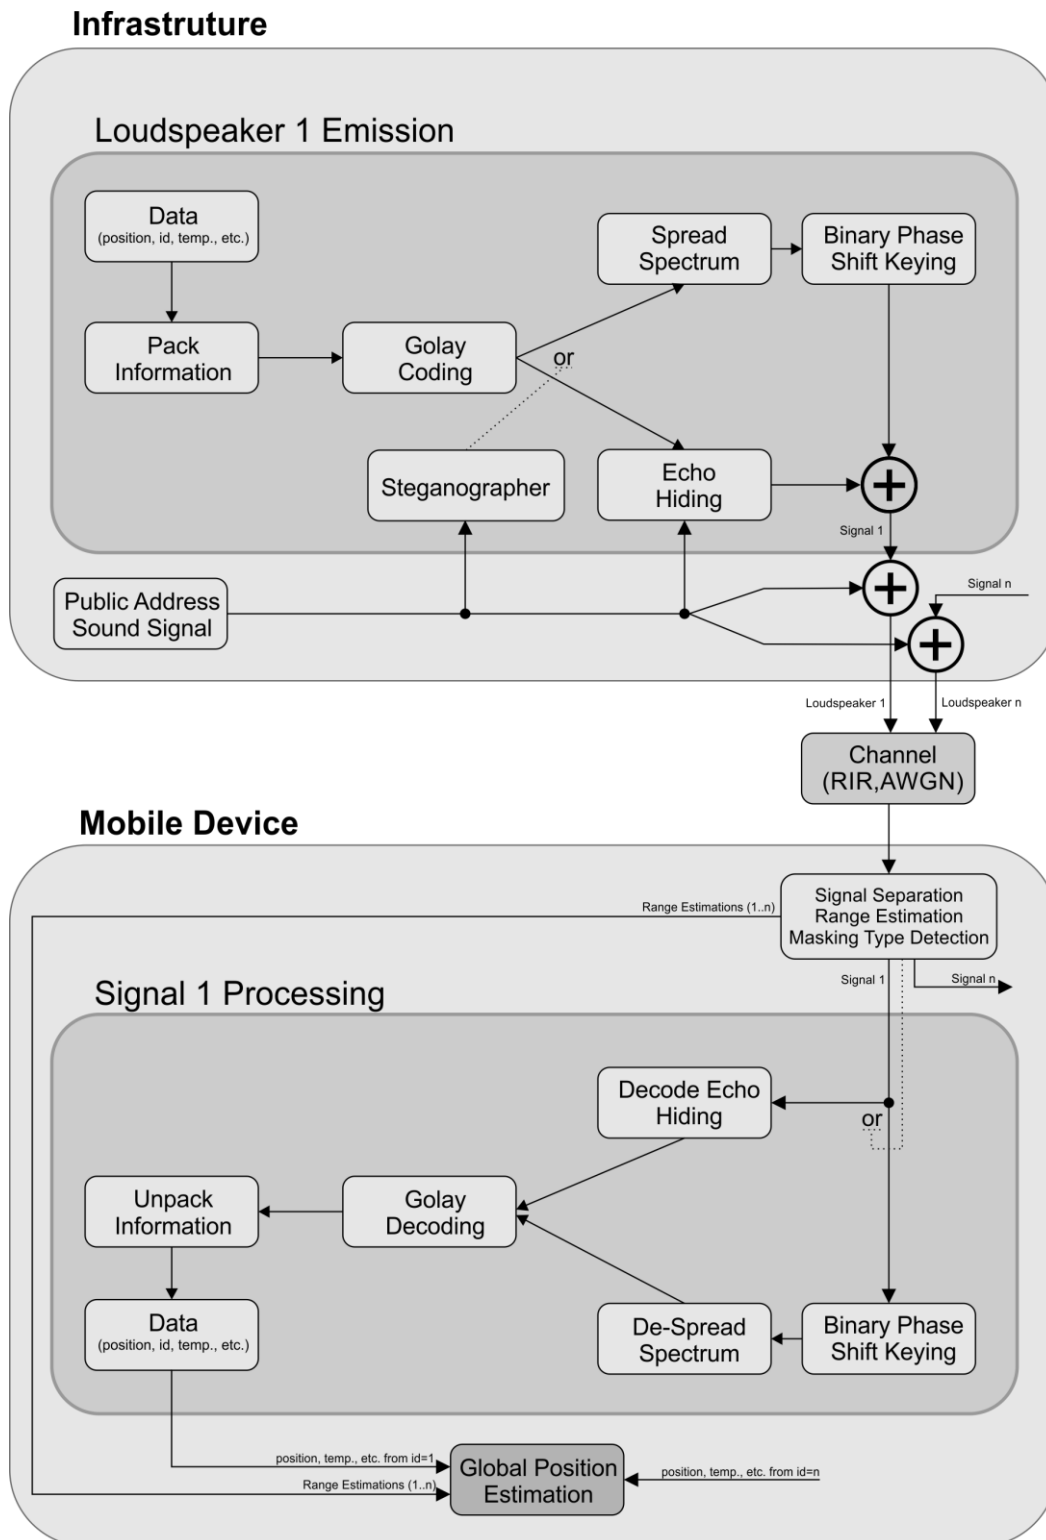 Infrastruture
Loudspeaker 1 Emission
Data
(position, id, temp., etc.)
Pack
Information
Golay
Coding
Spread
Spectrum
Binary Phase
Shift Keying
or
Steganographer
Echo
Hiding
Signal 1
Public Address
Sound Signal
Signal n
Loudspeaker 1
Loudspeaker n
Channel
(RIR,AWGN)
Mobile Device
Signal Separation
Range Estimation
Masking Type Detection
Range Estimations (1..n)
Signal 1
Signal n
Signal 1 Processing
Decode Echo
Hiding
or
Unpack
Information
Golay
Decoding
Data
(position, id, temp., etc.)
De-Spread
Spectrum
Binary Phase
Shift Keying
position, temp., etc. from id=1
Range Estimations (1..n)
Global Position
Estimation
position, temp., etc. from id=n